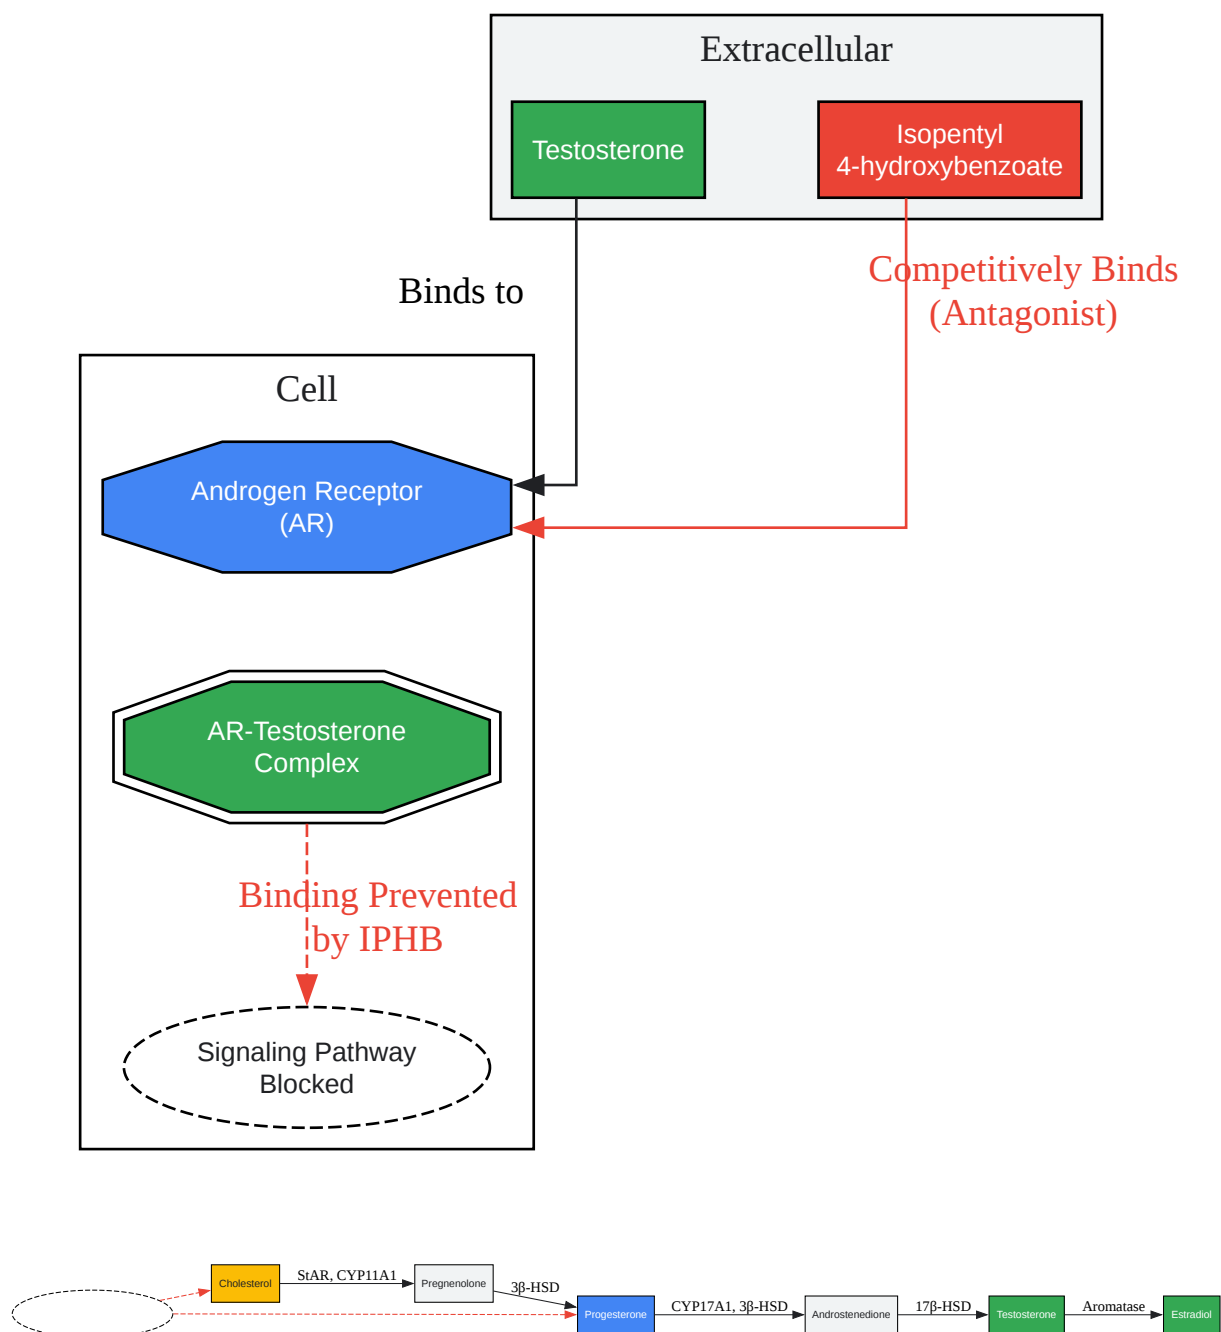 Extracellular
Testosterone
Isopentyl
4-hydroxybenzoate
Binds to
Competitively Binds
(Antagonist)
Cell
Androgen Receptor
(AR)
AR-Testosterone
Complex
Binding Prevented
by IPHB
Signaling Pathway
Blocked
Cholesterol
StAR, CYP11A1
Pregnenolone
3β-HSD
Progesterone
CYP17A1, 3β-HSD
Androstenedione
17β-HSD
Testosterone
Aromatase
Estradiol